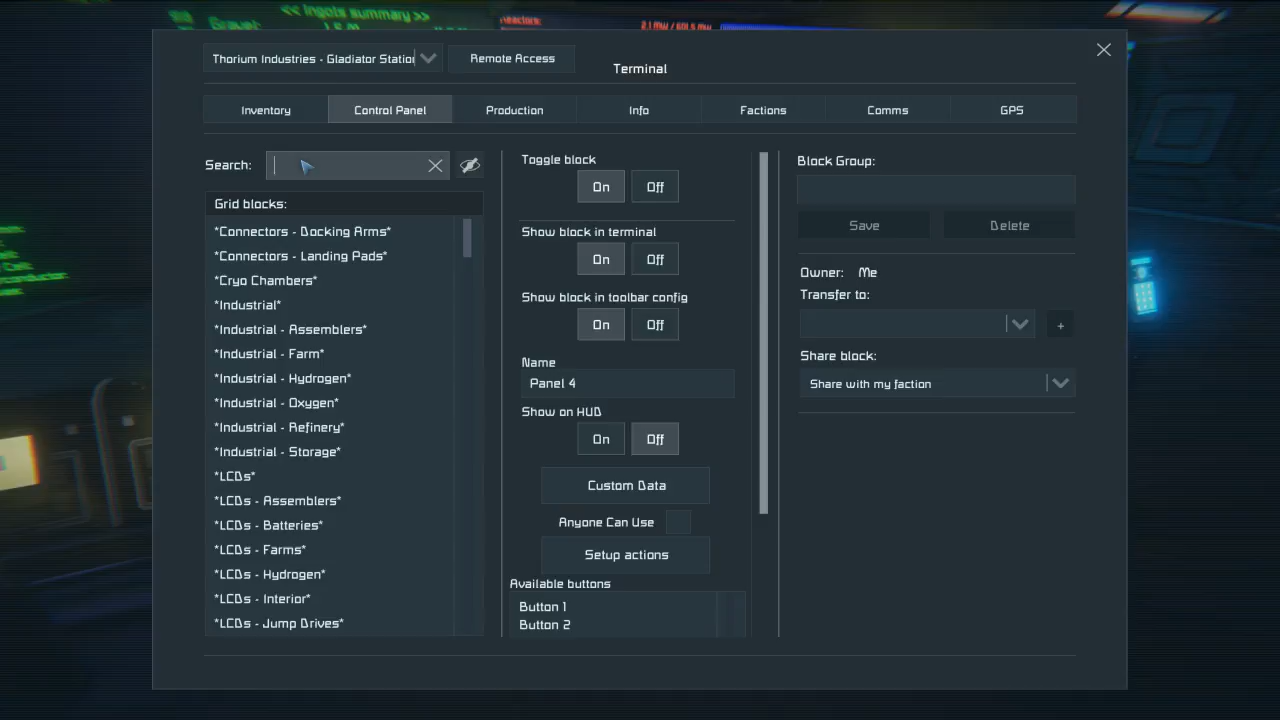 << Ingots summary >>
Gravel:
Reactors:
Thorium Industries - Gladiator Station
Remote Access
Terminal
Inventory
Control Panel
Production
Info
Factions
Comms
GPS
Search:
Grid blocks:
*Connectors - Docking Arms*
*Connectors - Landing Pads*
*Cryo Chambers*
*Industrial*
*Industrial - Assemblers*
*Industrial - Farm*
*Industrial - Hydrogen*
*Industrial - Oxygen*
*Industrial - Refinery*
*Industrial - Storage*
*LCDs*
*LCDs - Assemblers*
*LCDs - Batteries*
*LCDs - Farms*
*LCDs - Hydrogen*
*LCDs - Interior*
*LCDs - Jump Drives*
Toggle block
On Off
Show block in terminal
On Off
Show block in toolbar config
On Off
Name
Panel 4
Show on HUD
On Off
Custom Data
Anyone Can Use
Setup actions
Available buttons
Button 1
Button 2
Block Group:
Save
Delete
Owner: Me
Transfer to:
+
Share block:
Share with my faction